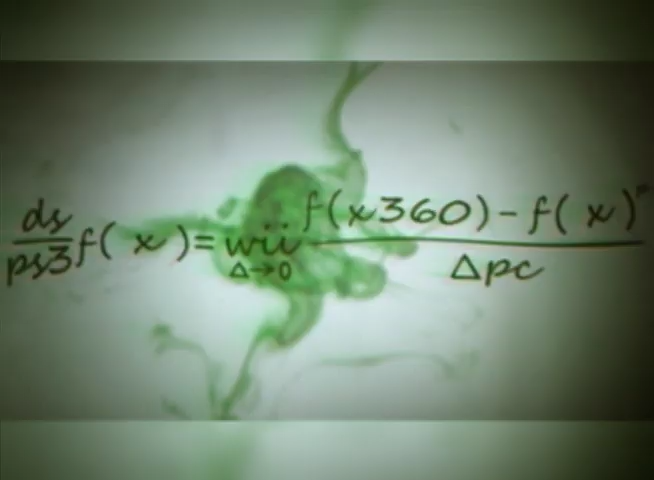 ds/ps3 f( x )= wii Δ→0 f(x360)- f( x )/Δpc